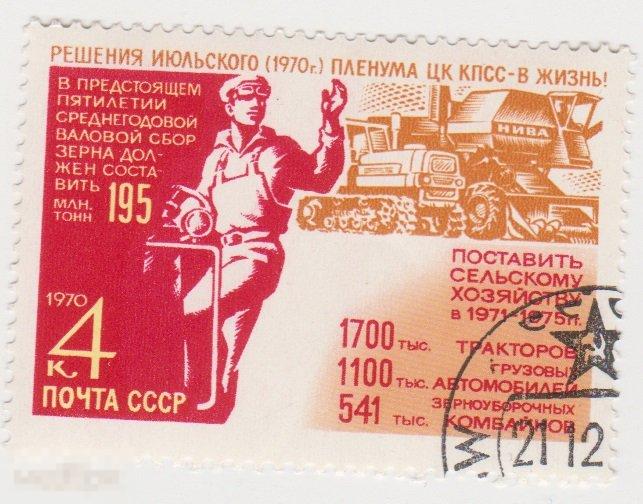 РЕШЕНИЯ ИЮЛЬСКОГО (1970г.) ПЛЕНУМА ЦК КПСС-В ЖИЗНЬ!
В ПРЕДСТОЯЩЕМ
ПЯТИЛЕТИИ
СРЕДНЕГОДОВОЙ
ВАЛОВОЙ СБОР
ЗЕРНА ДОЛ-
ЖЕН СОСТА-
ВИТЬ 195
МЛН.
ТОНН
НИВА
ПОСТАВИТЬ
СЕЛЬСКОМУ
ХОЗЯЙСТВУ
в 1971-1975гг.
1700 тыс. ТРАКТОРОВ
ГРУЗОВЫХ
1100 тыс. АВТОМОБИЛЕЙ
ЗЕРНОУБОРОЧНЫХ
541 тыс. КОМБАЙНОВ
1970
4 к.
ПОЧТА СССР
21 12